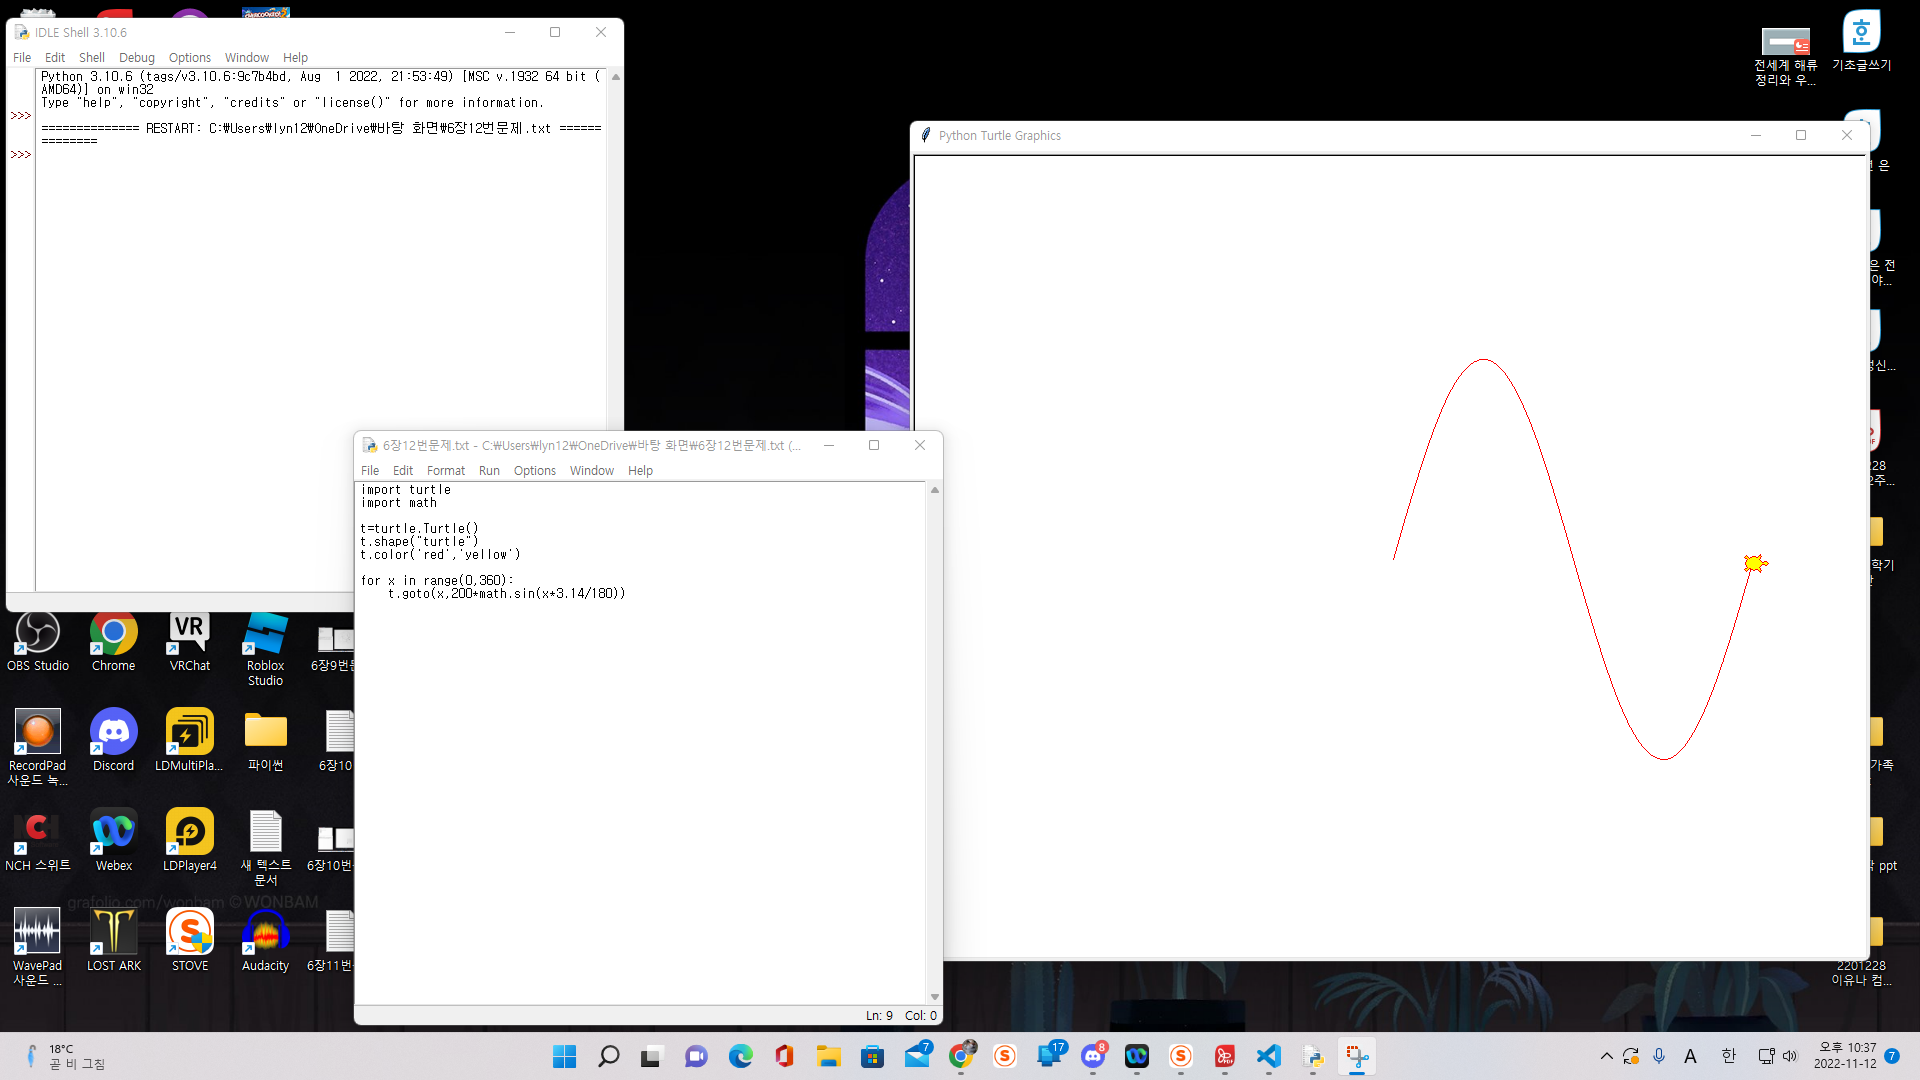 IDLE Shell 3.10.6
File Edit Shell Debug Options Window Help
Python 3.10.6 (tags/v3.10.6:9c7b4bd, Aug  1 2022, 21:53:49) [MSC v.1932 64 bit (
AMD64)] on win32
Type "help", "copyright", "credits" or "license()" for more information.
>>>
============== RESTART: C:₩Users₩lyn12₩OneDrive₩바탕 화면₩6장12번문제.txt ======
========
>>>
6장12번문제.txt - C:₩Users₩lyn12₩OneDrive₩바탕 화면₩6장12번문제.txt (...
File Edit Format Run Options Window Help
import turtle
import math
t=turtle.Turtle()
t.shape("turtle")
t.color('red','yellow')
for x in range(0,360):
    t.goto(x,200*math.sin(x*3.14/180))
Ln: 9 Col: 0
Python Turtle Graphics
전세계 해류
정리와 우...
기초글쓰기
은
은 전
야...
정신...
228
2주...
학기
가족
ppt
2201228
이유나 컴...
OBS Studio
Chrome
VR
VRChat
Roblox
Studio
6장9번문
RecordPad
사운드 녹...
Discord
LDMultiPla...
파이썬
6장10
NCH 스위트
Webex
LDPlayer4
새 텍스트
문서
6장10번
grafolio.com/wonbam ©WONBAM
WavePad
사운드 ...
LOST ARK
STOVE
Audacity
6장11번
18°C
곧 비 그침
7
17
8
A
한
오후 10:37
2022-11-12
7